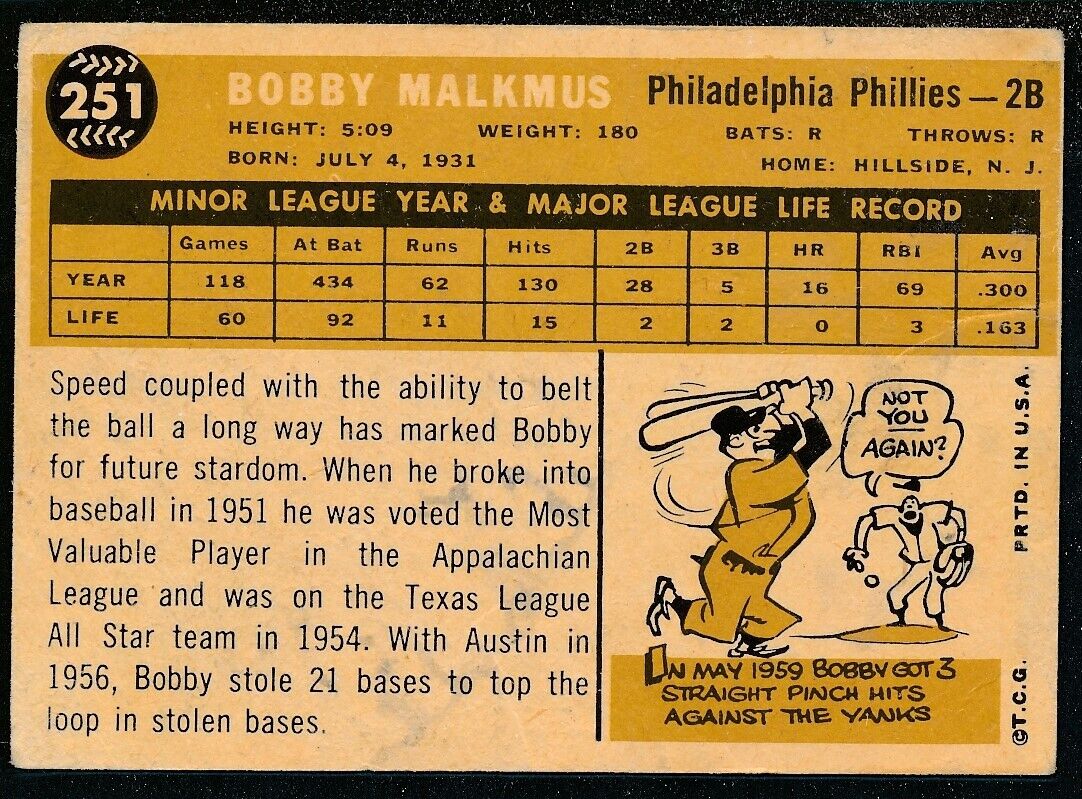 251
BOBBY MALKMUS Philadelphia Phillies — 2B
HEIGHT: 5:09 WEIGHT: 180 BATS: R THROWS: R
BORN: JULY 4, 1931 HOME: HILLSIDE, N. J.
MINOR LEAGUE YEAR & MAJOR LEAGUE LIFE RECORD
Games At Bat Runs Hits 2B 3B HR RBI Avg
YEAR 118 434 62 130 28 5 16 69 .300
LIFE 60 92 11 15 2 2 0 3 .163
Speed coupled with the ability to belt
the ball a long way has marked Bobby
for future stardom. When he broke into
baseball in 1951 he was voted the Most
Valuable Player in the Appalachian
League and was on the Texas League
All Star team in 1954. With Austin in
1956, Bobby stole 21 bases to top the
loop in stolen bases.
NOT
YOU
AGAIN?
IN MAY 1959 BOBBY GOT 3
STRAIGHT PINCH HITS
AGAINST THE YANKS
©T.C.G. PRTD. IN U.S.A.